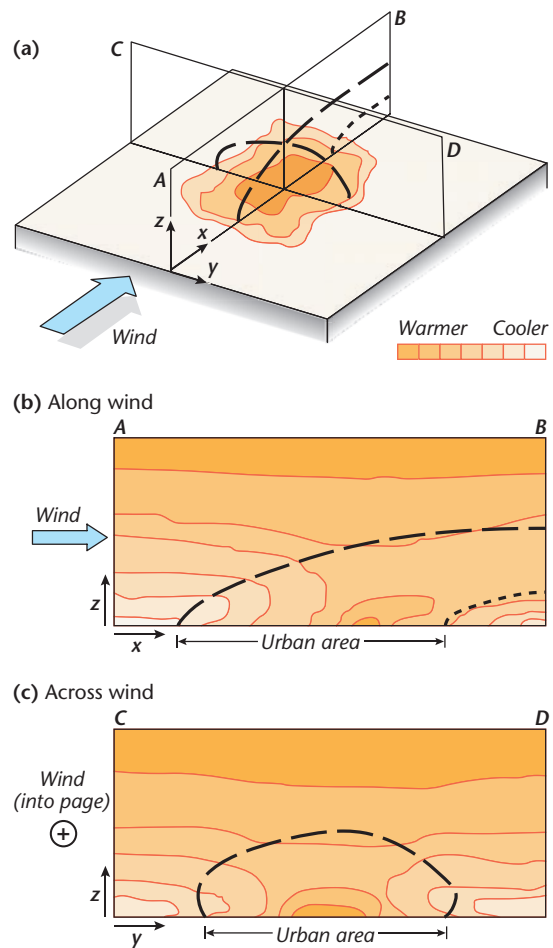 (a)
B
C
A
D
z
x
y
Wind
Warmer Cooler
(b) Along wind
A B
Wind
z
x
Urban area
(c) Across wind
C D
Wind
(into page)
+
z
y
Urban area